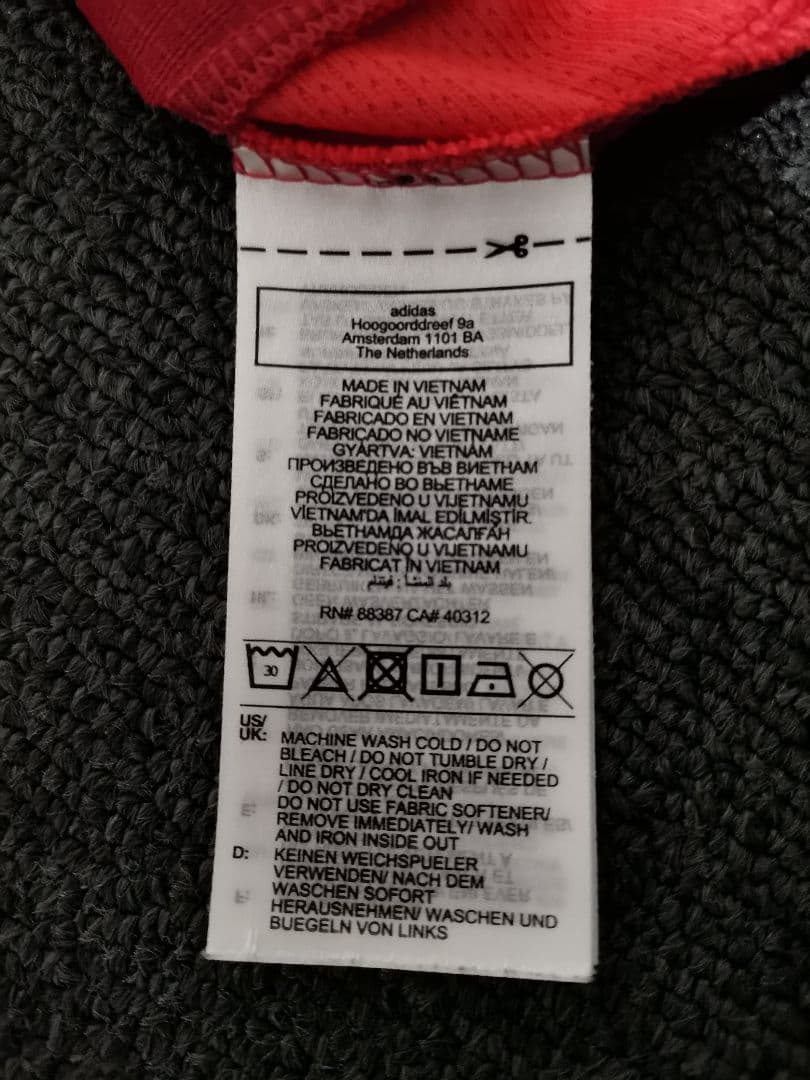 adidas
Hoogoorddreef 9a
Amsterdam 1101 BA
The Netherlands
MADE IN VIETNAM
FABRIQUÉ AU VIÊTNAM
FABRICADO EN VIETNAM
FABRICADO NO VIETNAME
GYÁRTVA: VIETNÁM
ПРОИЗВЕДЕНО ВЪВ ВИЕТНАМ
СДЕЛАНО ВО ВЬЕТНАМЕ
PROIZVEDENO U VIJETNAMU
VİETNAM'DA İMAL EDİLMİŞTİR.
ВЬЕТНАМДА ЖАСАЛҒАН
PROIZVEDENO U VIJETNAMU
FABRICAT ÎN VIETNAM
بلد المنشأ : فيتنام
RN# 88387 CA# 40312
30
US/
UK: MACHINE WASH COLD / DO NOT
BLEACH / DO NOT TUMBLE DRY /
LINE DRY / COOL IRON IF NEEDED
/ DO NOT DRY CLEAN
DO NOT USE FABRIC SOFTENER/
REMOVE IMMEDIATELY/ WASH
AND IRON INSIDE OUT
D: KEINEN WEICHSPUELER
VERWENDEN/ NACH DEM
WASCHEN SOFORT
HERAUSNEHMEN/ WASCHEN UND
BUEGELN VON LINKS